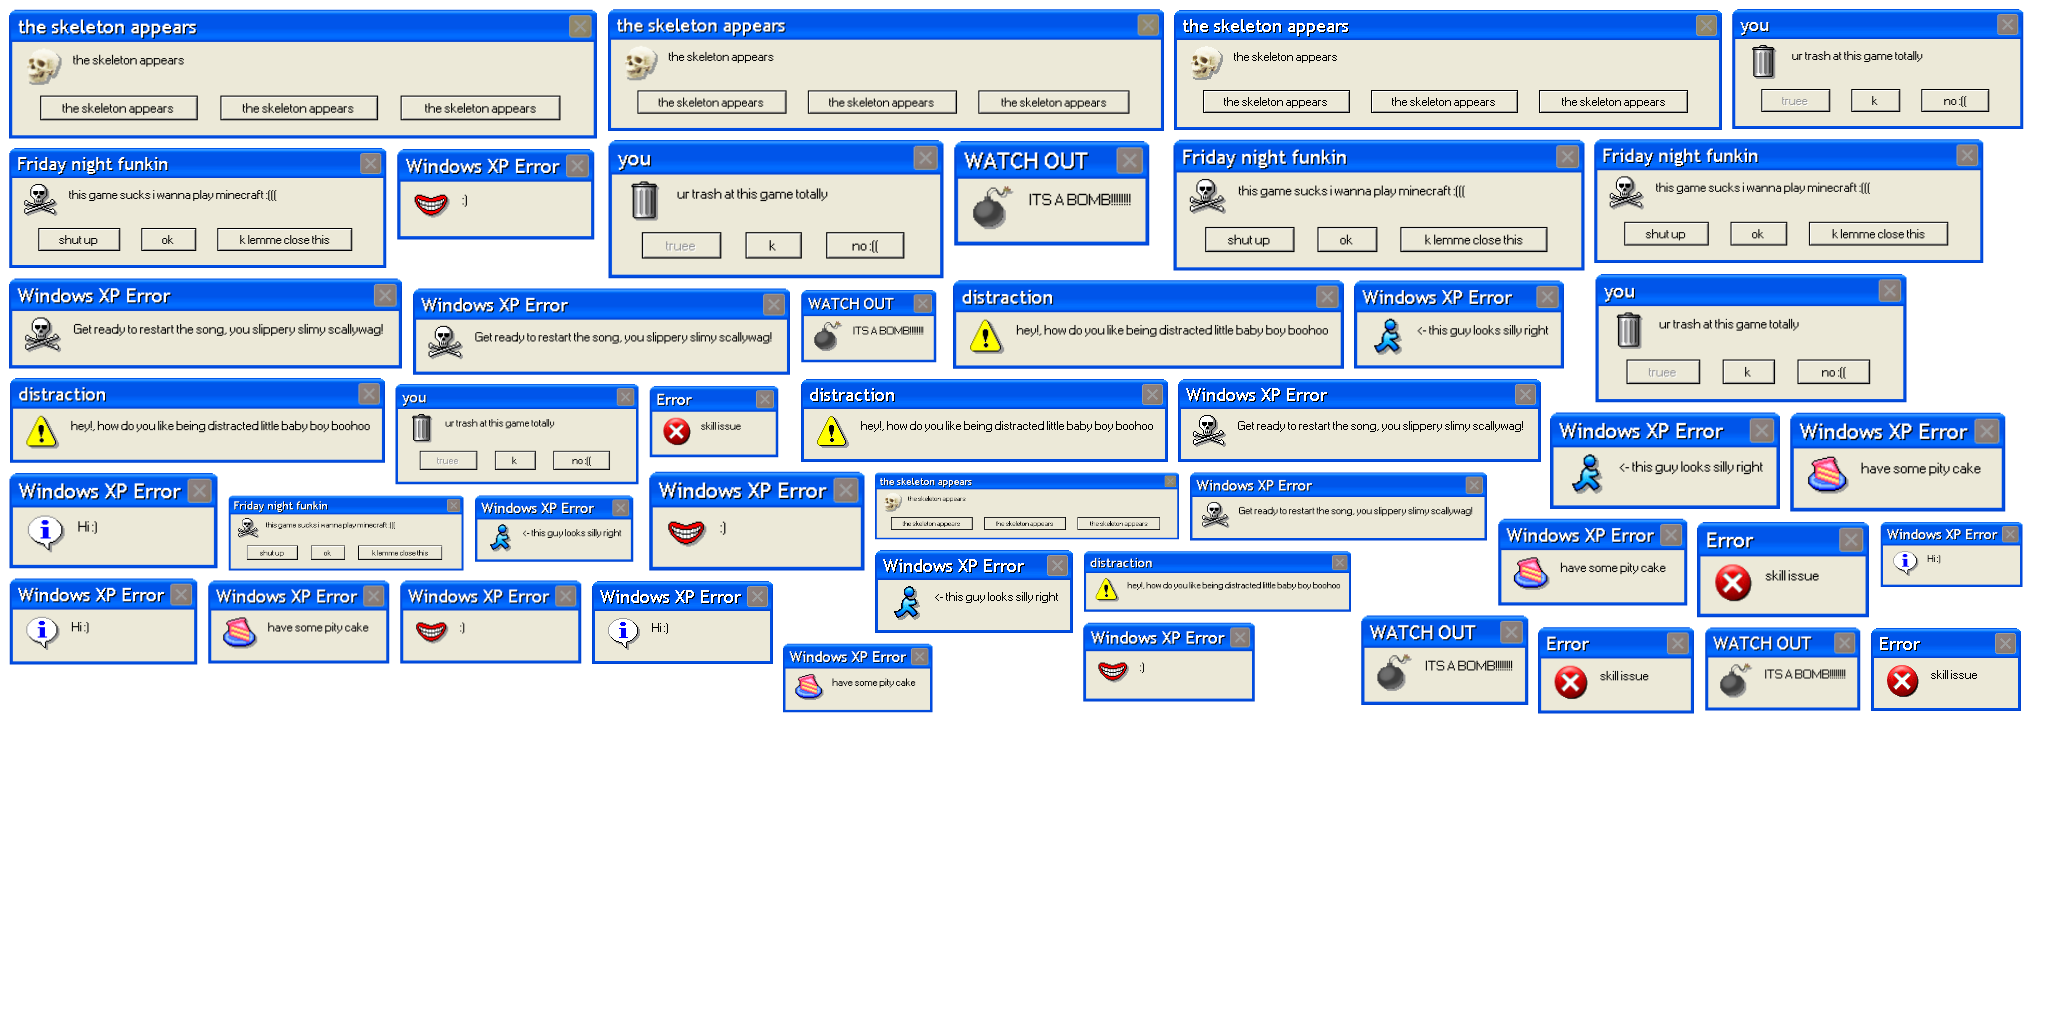 the skeleton appears
the skeleton appears
the skeleton appears the skeleton appears the skeleton appears
the skeleton appears
the skeleton appears
the skeleton appears the skeleton appears the skeleton appears
the skeleton appears
the skeleton appears
the skeleton appears the skeleton appears the skeleton appears
you
ur trash at this game totally
truee k no :((
Friday night funkin
this game sucks i wanna play minecraft :(((
shut up ok k lemme close this
Windows XP Error
:)
you
ur trash at this game totally
truee k no :((
WATCH OUT
ITS A BOMB!!!!!!!!
Friday night funkin
this game sucks i wanna play minecraft :(((
shut up ok k lemme close this
Friday night funkin
this game sucks i wanna play minecraft :(((
shut up ok k lemme close this
Windows XP Error
Get ready to restart the song, you slippery slimy scallywag!
Windows XP Error
Get ready to restart the song, you slippery slimy scallywag!
WATCH OUT
ITS A BOMB!!!!!!!!
distraction
hey!, how do you like being distracted little baby boy boohoo
Windows XP Error
<- this guy looks silly right
you
ur trash at this game totally
truee k no :((
distraction
hey!, how do you like being distracted little baby boy boohoo
you
ur trash at this game totally
truee k no :((
Error
skill issue
distraction
hey!, how do you like being distracted little baby boy boohoo
Windows XP Error
Get ready to restart the song, you slippery slimy scallywag!
Windows XP Error
<- this guy looks silly right
Windows XP Error
have some pity cake
Windows XP Error
Hi :)
Friday night funkin
this game sucks i wanna play minecraft :(((
shut up ok k lemme close this
Windows XP Error
<- this guy looks silly right
Windows XP Error
:)
the skeleton appears
the skeleton appears
the skeleton appears the skeleton appears the skeleton appears
Windows XP Error
Get ready to restart the song, you slippery slimy scallywag!
Windows XP Error
have some pity cake
Error
skill issue
Windows XP Error
Hi :)
Windows XP Error
Hi :)
Windows XP Error
have some pity cake
Windows XP Error
:)
Windows XP Error
Hi :)
Windows XP Error
<- this guy looks silly right
distraction
hey!, how do you like being distracted little baby boy boohoo
Windows XP Error
have some pity cake
Windows XP Error
:)
WATCH OUT
ITS A BOMB!!!!!!!!
Error
skill issue
WATCH OUT
ITS A BOMB!!!!!!!!
Error
skill issue